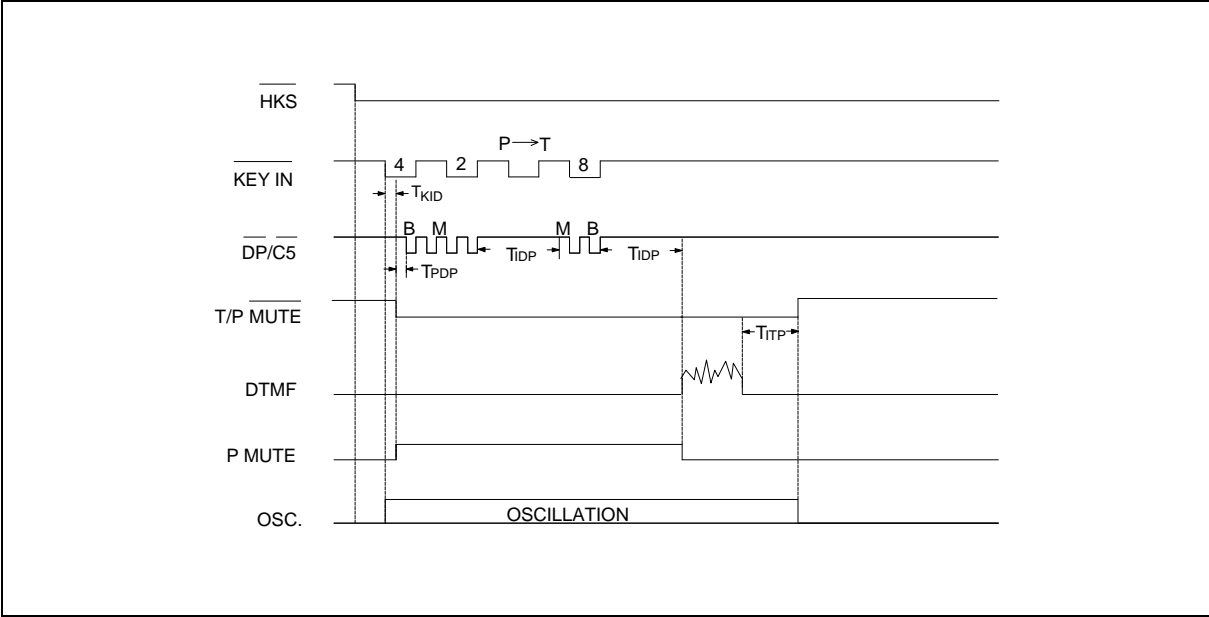 HKS
P→T
KEY IN 4 2 8
TKID
B M M B
DP/C5 TIDP TIDP
TPDP
T/P MUTE
TITP
DTMF
P MUTE
OSC. OSCILLATION